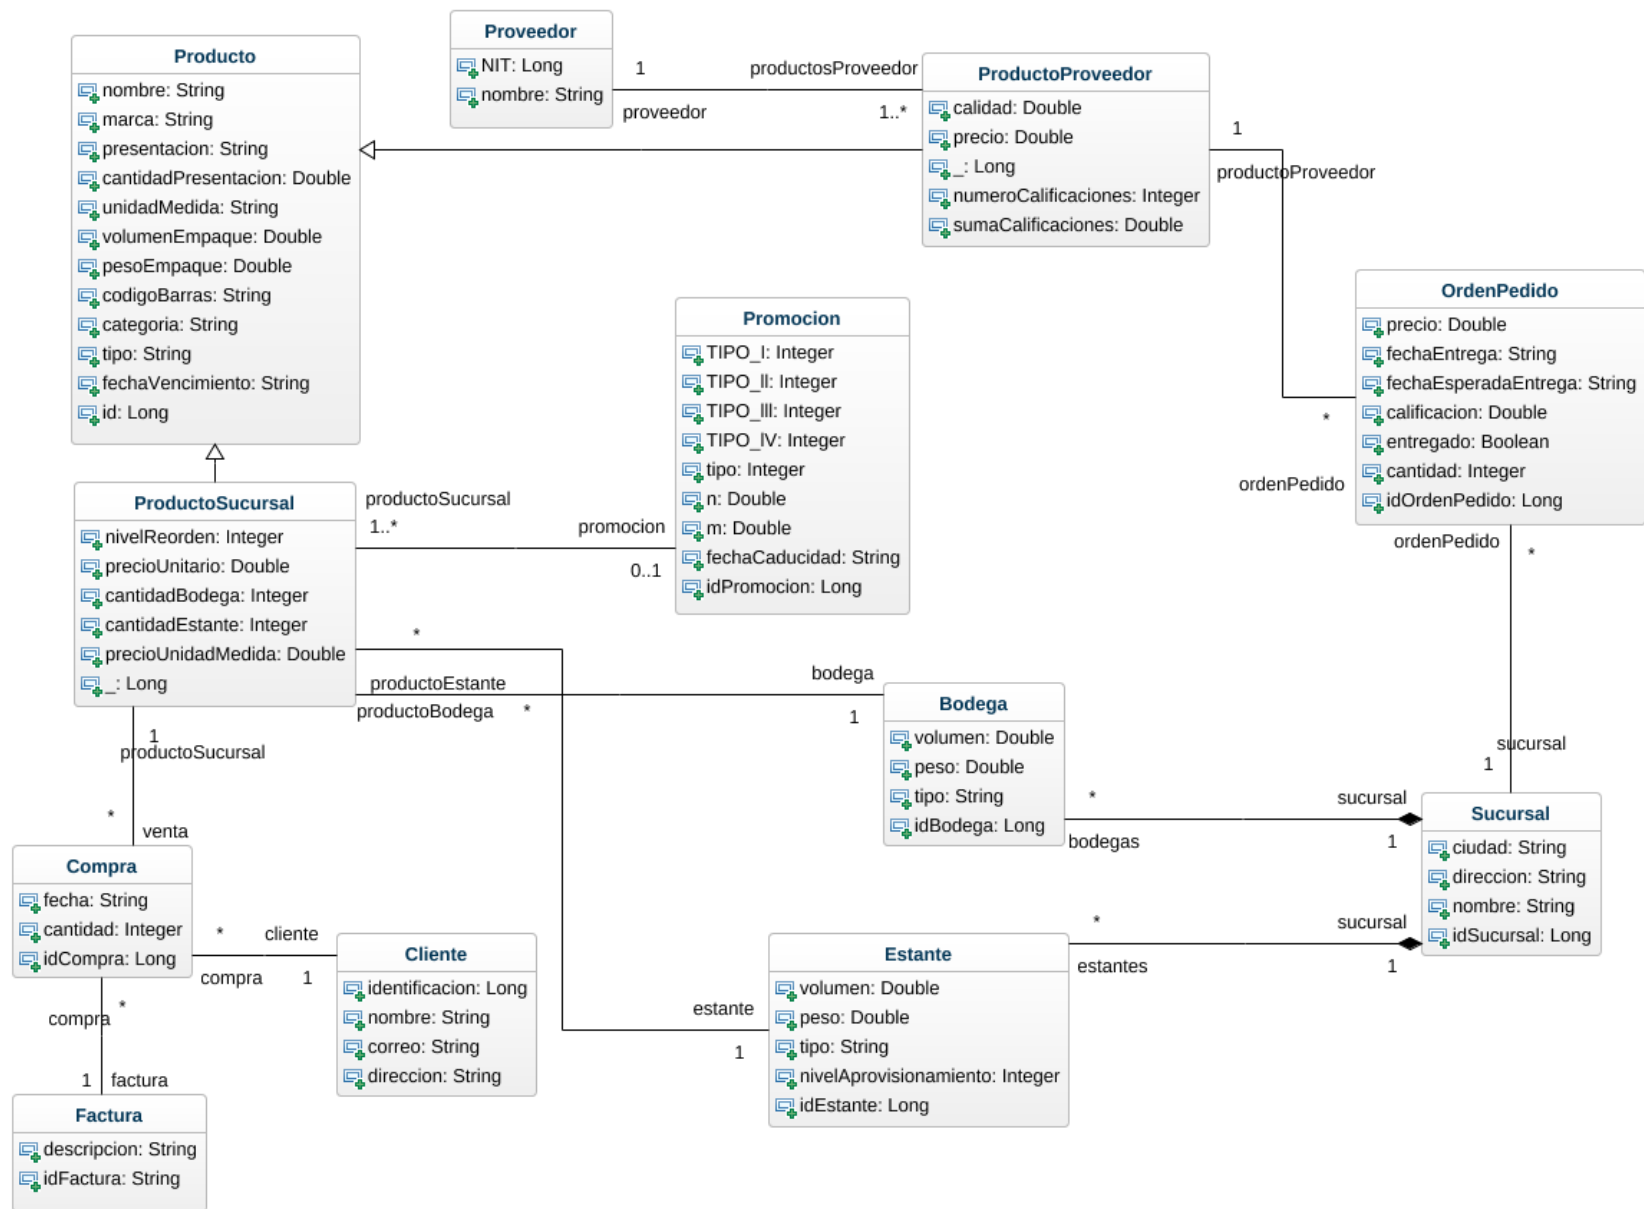 Producto
nombre: String
marca: String
presentacion: String
cantidadPresentacion: Double
unidadMedida: String
volumenEmpaque: Double
pesoEmpaque: Double
codigoBarras: String
categoria: String
tipo: String
fechaVencimiento: String
id: Long
Proveedor
NIT: Long
nombre: String
1
productosProveedor
proveedor
1..*
ProductoProveedor
calidad: Double
precio: Double
_: Long
numeroCalificaciones: Integer
sumaCalificaciones: Double
1
productoProveedor
*
ordenPedido
OrdenPedido
precio: Double
fechaEntrega: String
fechaEsperadaEntrega: String
calificacion: Double
entregado: Boolean
cantidad: Integer
idOrdenPedido: Long
ordenPedido
*
sucursal
1
Promocion
TIPO_I: Integer
TIPO_II: Integer
TIPO_III: Integer
TIPO_IV: Integer
tipo: Integer
n: Double
m: Double
fechaCaducidad: String
idPromocion: Long
productoSucursal
1..*
promocion
0..1
ProductoSucursal
nivelReorden: Integer
precioUnitario: Double
cantidadBodega: Integer
cantidadEstante: Integer
precioUnidadMedida: Double
_: Long
*
productoEstante
productoBodega
*
bodega
1
Bodega
volumen: Double
peso: Double
tipo: String
idBodega: Long
*
bodegas
sucursal
1
Sucursal
ciudad: String
direccion: String
nombre: String
idSucursal: Long
1
productoSucursal
*
venta
Compra
fecha: String
cantidad: Integer
idCompra: Long
*
cliente
compra
1
Cliente
identificacion: Long
nombre: String
correo: String
direccion: String
estante
1
Estante
volumen: Double
peso: Double
tipo: String
nivelAprovisionamiento: Integer
idEstante: Long
*
estantes
sucursal
1
*
compra
1
factura
Factura
descripcion: String
idFactura: String